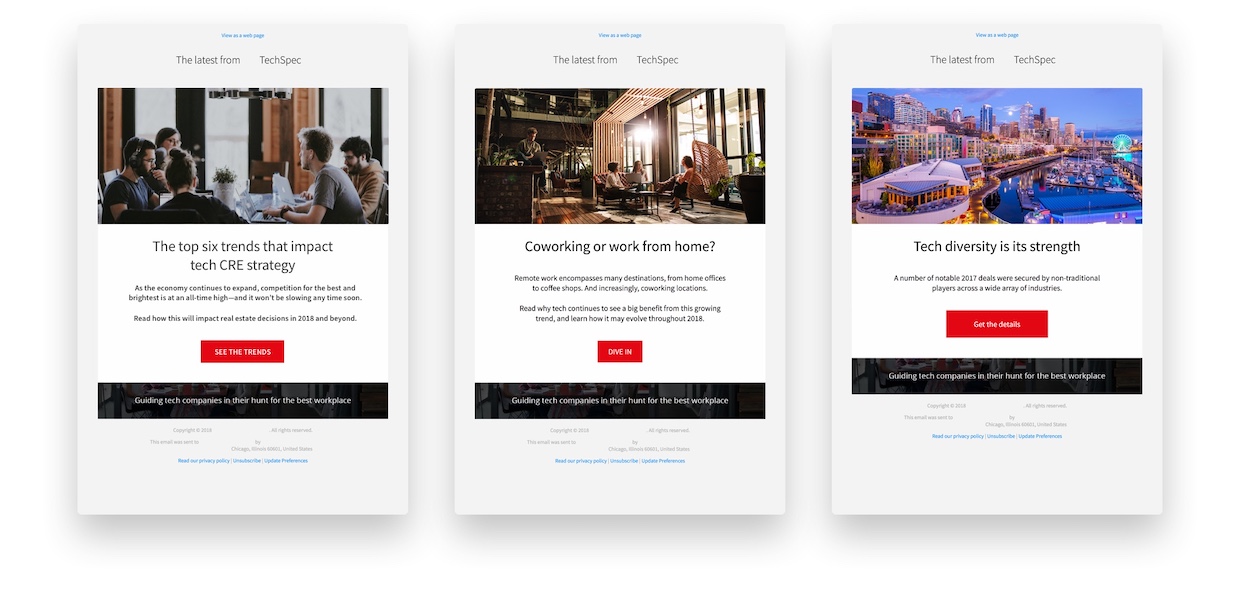 View as a web page
The latest from TechSpec
The top six trends that impact
tech CRE strategy
As the economy continues to expand, competition for the best and
brightest is at an all-time high—and it won't be slowing any time soon.
Read how this will impact real estate decisions in 2018 and beyond.
SEE THE TRENDS
Guiding tech companies in their hunt for the best workplace
Copyright © 2018 . All rights reserved.
This email was sent to by
Chicago, Illinois 60601, United States
Read our privacy policy | Unsubscribe | Update Preferences
View as a web page
The latest from TechSpec
Coworking or work from home?
Remote work encompasses many destinations, from home offices
to coffee shops. And increasingly, coworking locations.
Read why tech continues to see a big benefit from this growing
trend, and learn how it may evolve throughout 2018.
DIVE IN
Guiding tech companies in their hunt for the best workplace
Copyright © 2018 . All rights reserved.
This email was sent to by
Chicago, Illinois 60601, United States
Read our privacy policy | Unsubscribe | Update Preferences
View as a web page
The latest from TechSpec
Tech diversity is its strength
A number of notable 2017 deals were secured by non-traditional
players across a wide array of industries.
Get the details
Guiding tech companies in their hunt for the best workplace
Copyright © 2018 . All rights reserved.
This email was sent to by
Chicago, Illinois 60601, United States
Read our privacy policy | Unsubscribe | Update Preferences